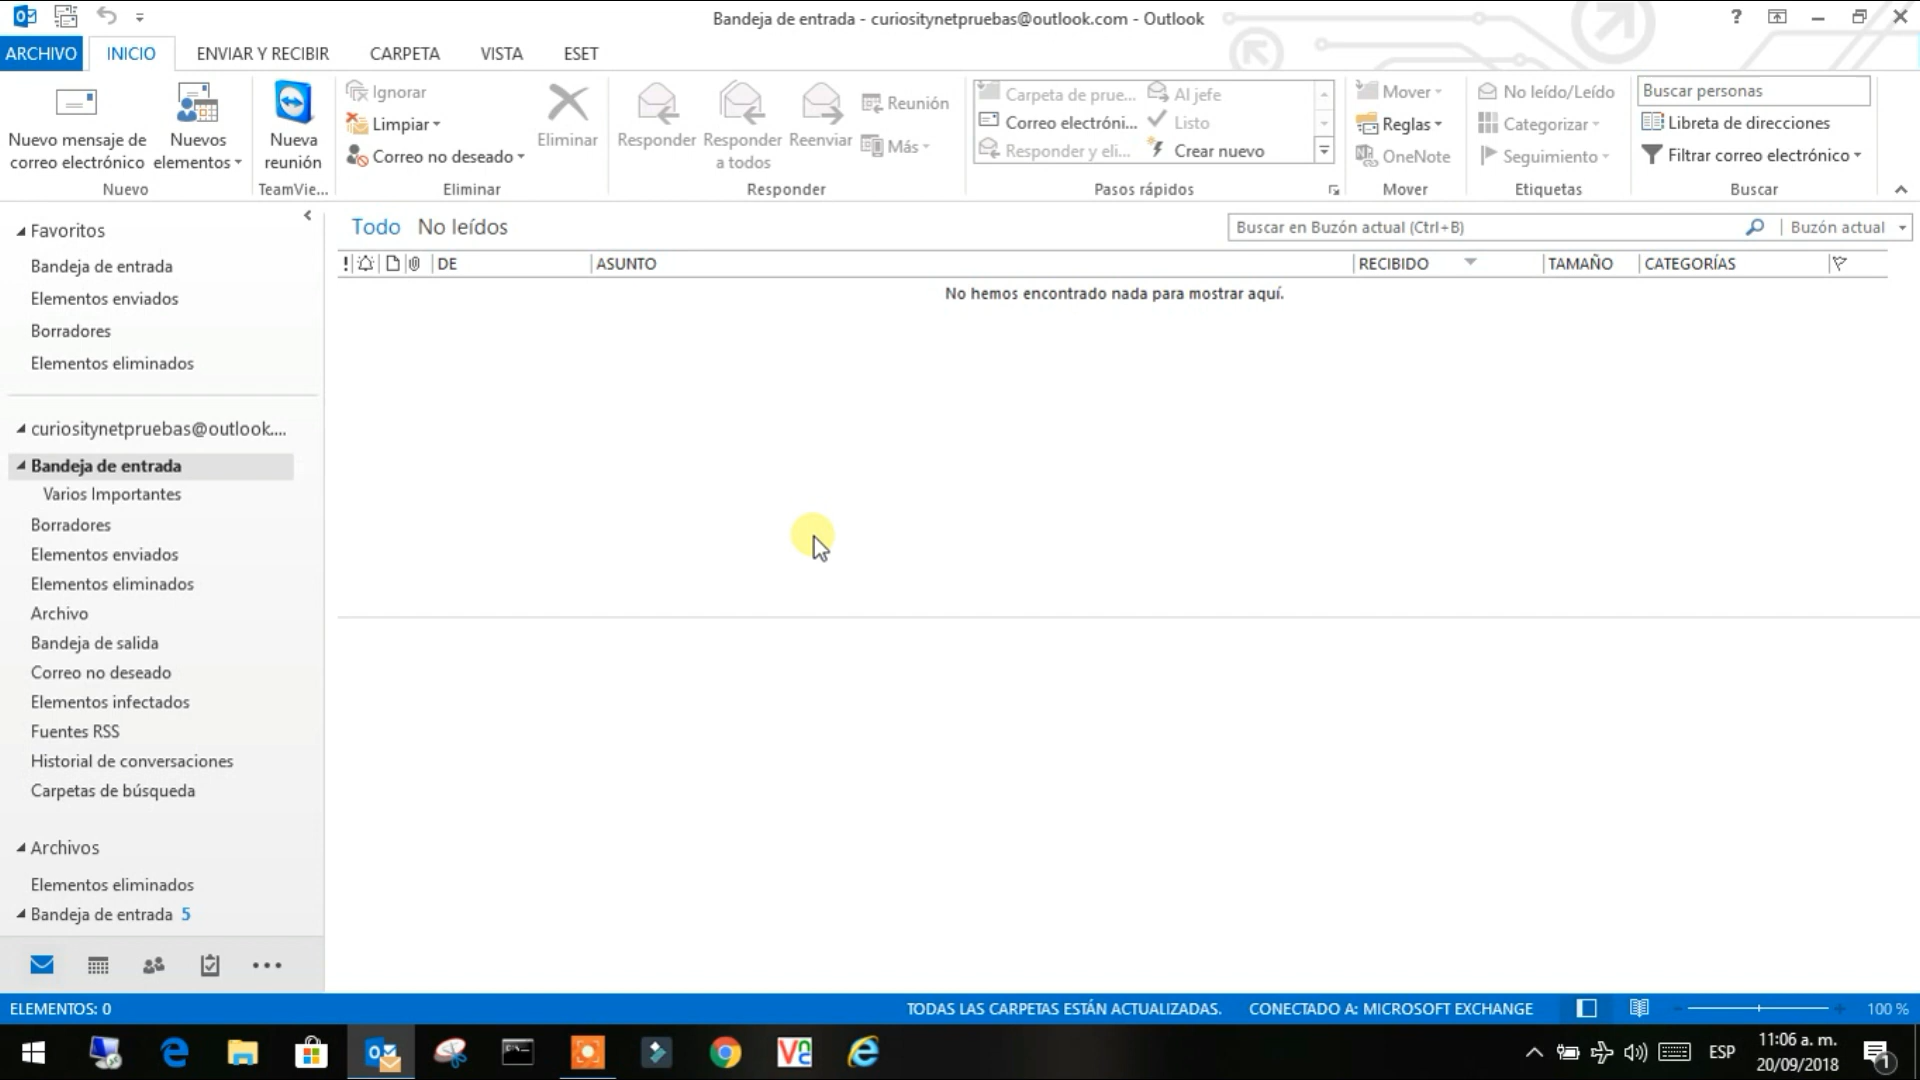 Bandeja de entrada - curiositynetpruebas@outlook.com - Outlook
?
ARCHIVO INICIO ENVIAR Y RECIBIR CARPETA VISTA ESET
Nuevo mensaje de correo electrónico
Nuevos elementos
Nuevo
Nueva reunión
TeamVie...
Ignorar
Limpiar
Correo no deseado
Eliminar
Eliminar
Responder
Responder a todos
Reenviar
Reunión
Más
Responder
Carpeta de prue...
Correo electróni...
Responder y eli...
Al jefe
Listo
Crear nuevo
Pasos rápidos
Mover
Reglas
OneNote
Mover
No leído/Leído
Categorizar
Seguimiento
Etiquetas
Buscar personas
Libreta de direcciones
Filtrar correo electrónico
Buscar
Favoritos
Bandeja de entrada
Elementos enviados
Borradores
Elementos eliminados
curiositynetpruebas@outlook....
Bandeja de entrada
Varios Importantes
Borradores
Elementos enviados
Elementos eliminados
Archivo
Bandeja de salida
Correo no deseado
Elementos infectados
Fuentes RSS
Historial de conversaciones
Carpetas de búsqueda
Archivos
Elementos eliminados
Bandeja de entrada 5
Todo No leídos
Buscar en Buzón actual (Ctrl+B)
Buzón actual
! DE ASUNTO RECIBIDO TAMAÑO CATEGORÍAS
No hemos encontrado nada para mostrar aquí.
ELEMENTOS: 0
TODAS LAS CARPETAS ESTÁN ACTUALIZADAS.
CONECTADO A: MICROSOFT EXCHANGE
100 %
ESP
11:06 a. m.
20/09/2018
1